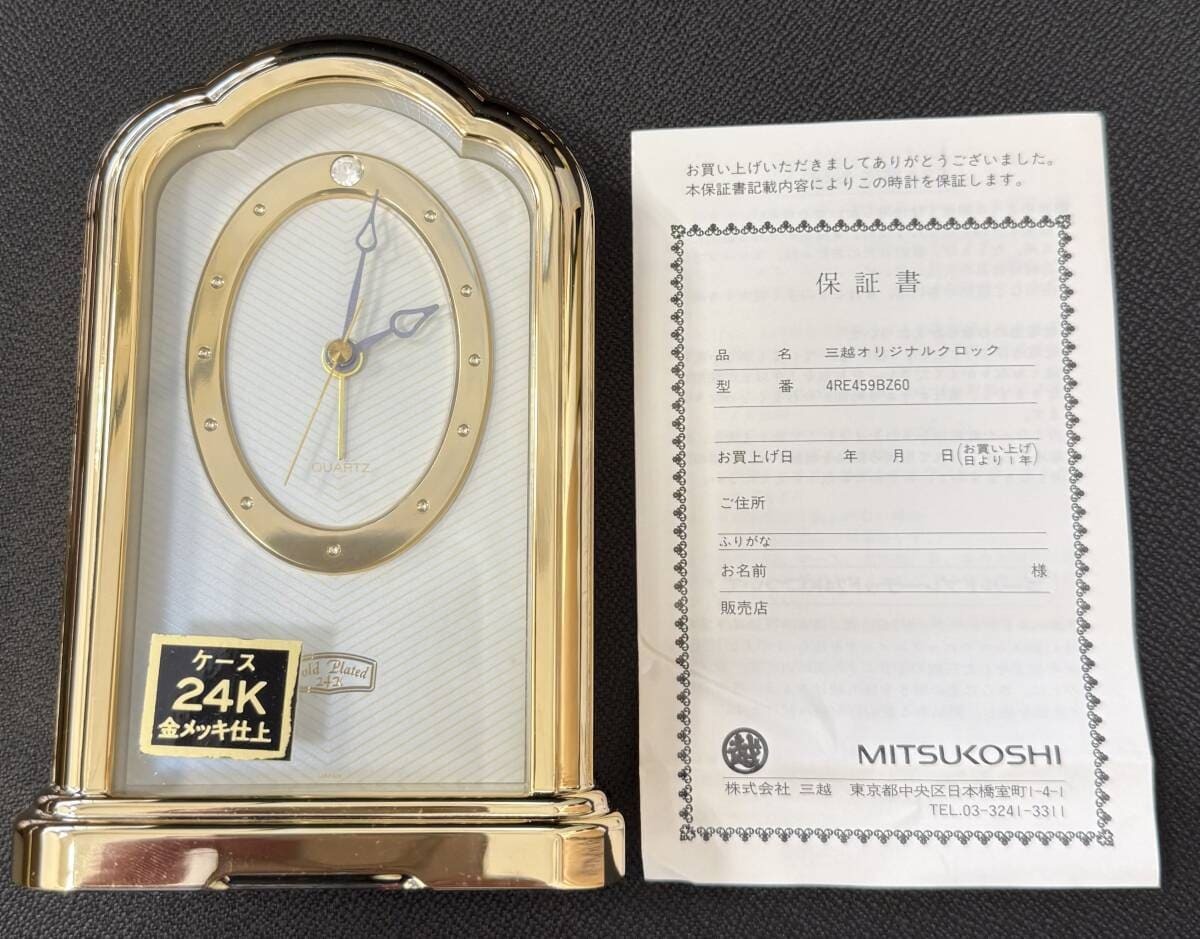 QUARTZ
ケース
24K
金メッキ仕上
old Plated
24K
JAPAN
お買い上げいただきましてありがとうございました。
本保証書記載内容によりこの時計を保証します。
保証書
品 名 三越オリジナルクロック
型 番 4RE459BZ60
お買上げ日 年 月 日(お買い上げ日より1年)
ご住所
ふりがな
お名前 様
販売店
越 MITSUKOSHI
株式会社 三越 東京都中央区日本橋室町1-4-1
TEL.03-3241-3311